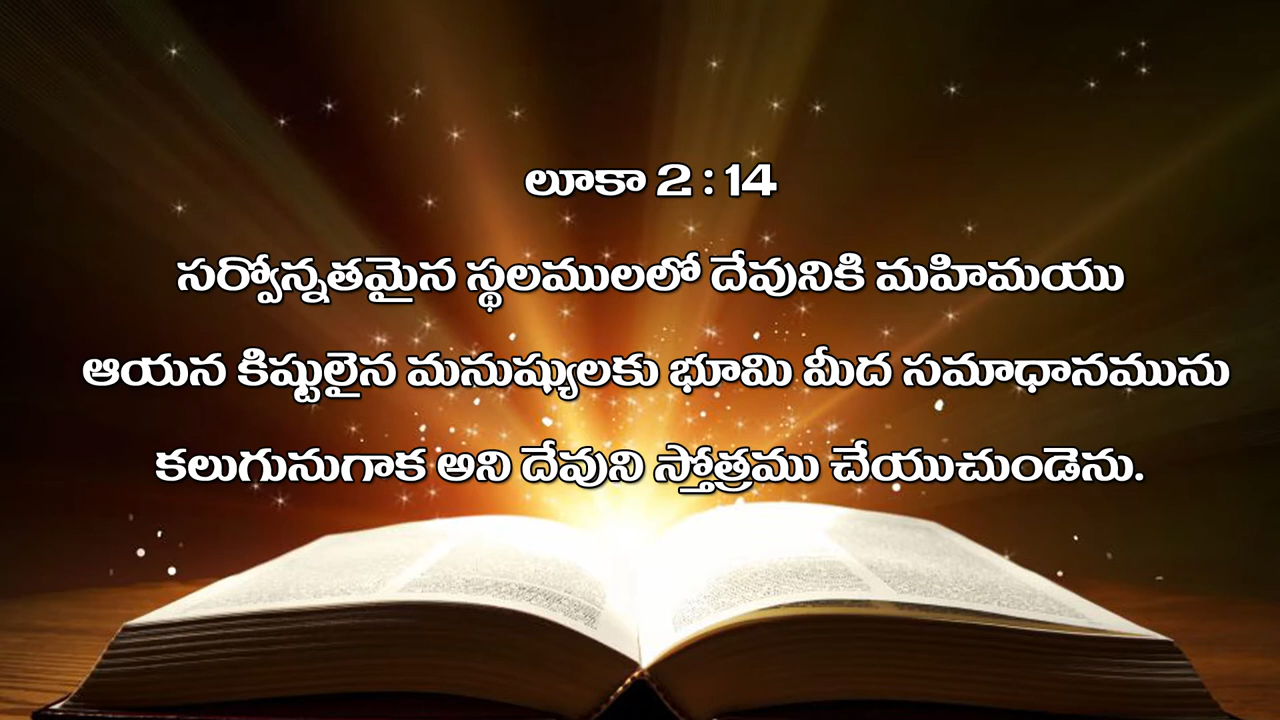 లూకా 2 : 14
సర్వోన్నతమైన స్థలములలో దేవునికి మహిమయు
ఆయన కిష్టులైన మనుష్యులకు భూమి మీద సమాధానమును
కలుగునుగాక అని దేవుని స్తోత్రము చేయుచుండెను.